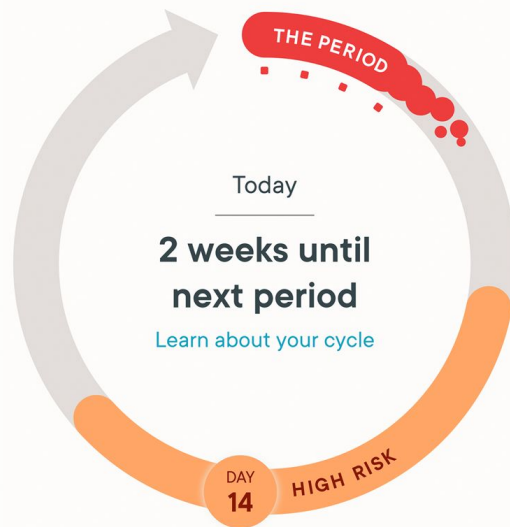 THE PERIOD
Today
2 weeks until
next period
Learn about your cycle
DAY
14
HIGH RISK